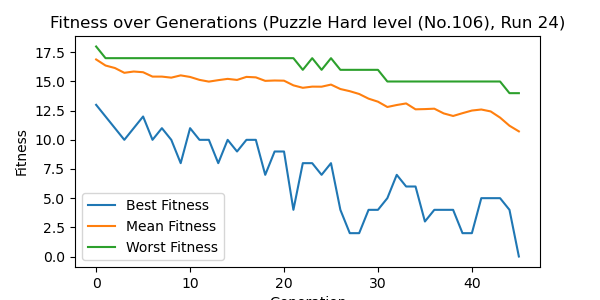 Fitness over Generations (Puzzle Hard level (No.106), Run 24)
17.5
15.0
12.5
10.0
7.5
5.0
2.5
0.0
Fitness
Best Fitness
Mean Fitness
Worst Fitness
0 10 20 30 40
Generation